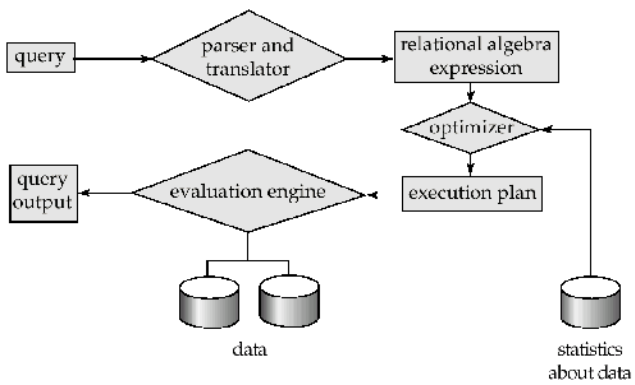 query
parser and
translator
relational algebra
expression
optimizer
query
output
evaluation engine
execution plan
data
statistics
about data